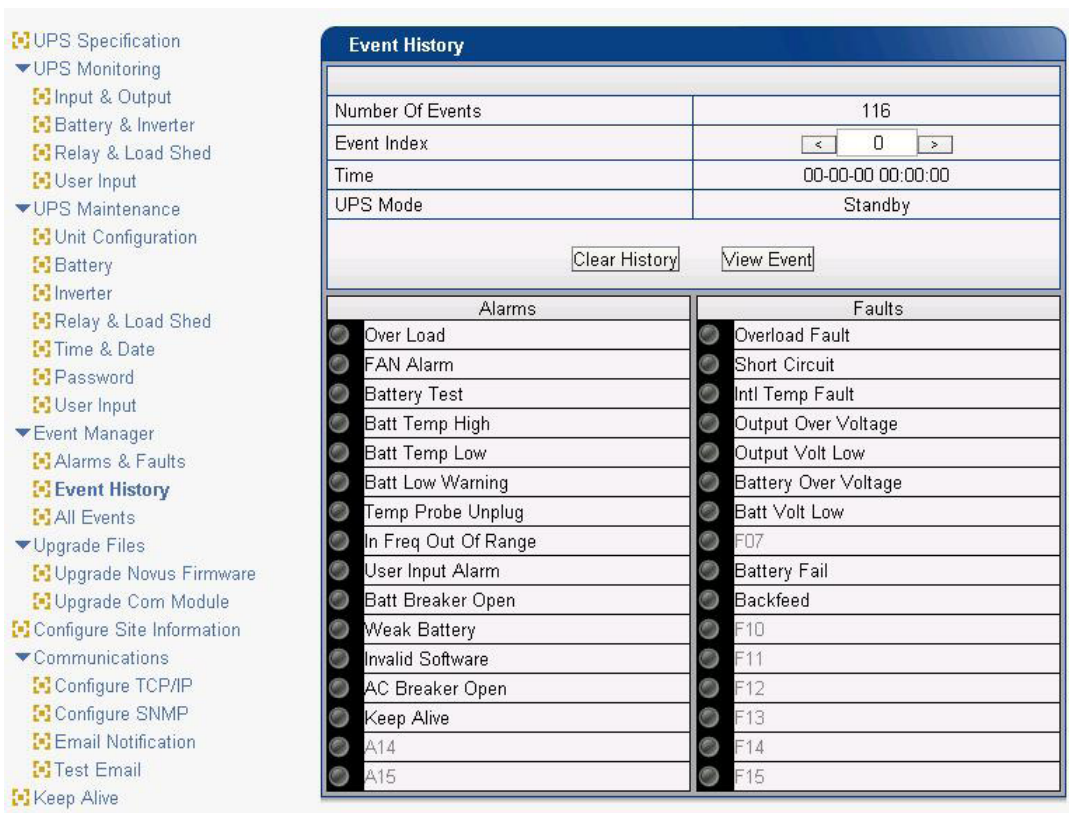 UPS Specification
UPS Monitoring
Input & Output
Battery & Inverter
Relay & Load Shed
User Input
UPS Maintenance
Unit Configuration
Battery
Inverter
Relay & Load Shed
Time & Date
Password
User Input
Event Manager
Alarms & Faults
Event History
All Events
Upgrade Files
Upgrade Novus Firmware
Upgrade Com Module
Configure Site Information
Communications
Configure TCP/IP
Configure SNMP
Email Notification
Test Email
Keep Alive
Event History
Number Of Events 116
Event Index < 0 >
Time 00-00-00 00:00:00
UPS Mode Standby
Clear History View Event
Alarms Faults
Over Load Overload Fault
FAN Alarm Short Circuit
Battery Test Intl Temp Fault
Batt Temp High Output Over Voltage
Batt Temp Low Output Volt Low
Batt Low Warning Battery Over Voltage
Temp Probe Unplug Batt Volt Low
In Freq Out Of Range F07
User Input Alarm Battery Fail
Batt Breaker Open Backfeed
Weak Battery F10
Invalid Software F11
AC Breaker Open F12
Keep Alive F13
A14 F14
A15 F15